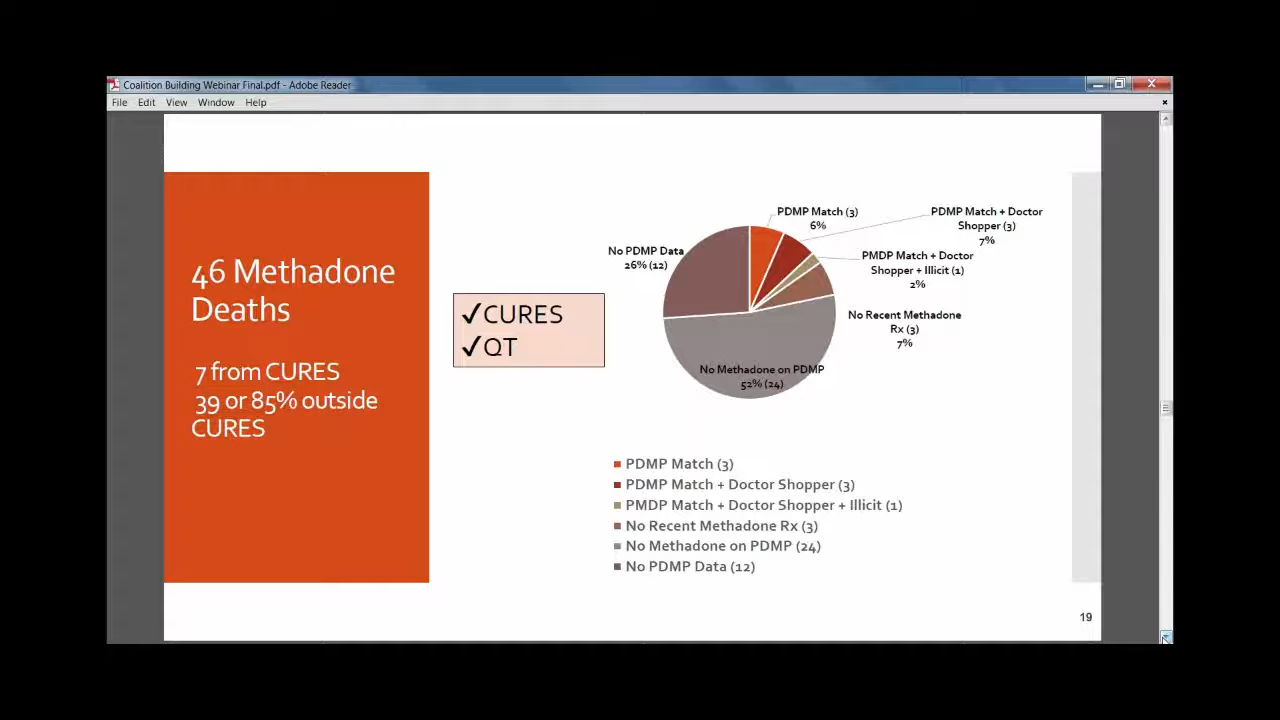 Coalition Building Webinar Final.pdf - Adobe Reader
File Edit View Window Help
46 Methadone
Deaths
7 from CURES
39 or 85% outside
CURES
✓CURES
✓QT
PDMP Match (3)
6%
PDMP Match + Doctor
Shopper (3)
7%
PMDP Match + Doctor
Shopper + Illicit (1)
2%
No Recent Methadone
Rx (3)
7%
No Methadone on PDMP
52% (24)
No PDMP Data
26% (12)
PDMP Match (3)
PDMP Match + Doctor Shopper (3)
PMDP Match + Doctor Shopper + Illicit (1)
No Recent Methadone Rx (3)
No Methadone on PDMP (24)
No PDMP Data (12)
19